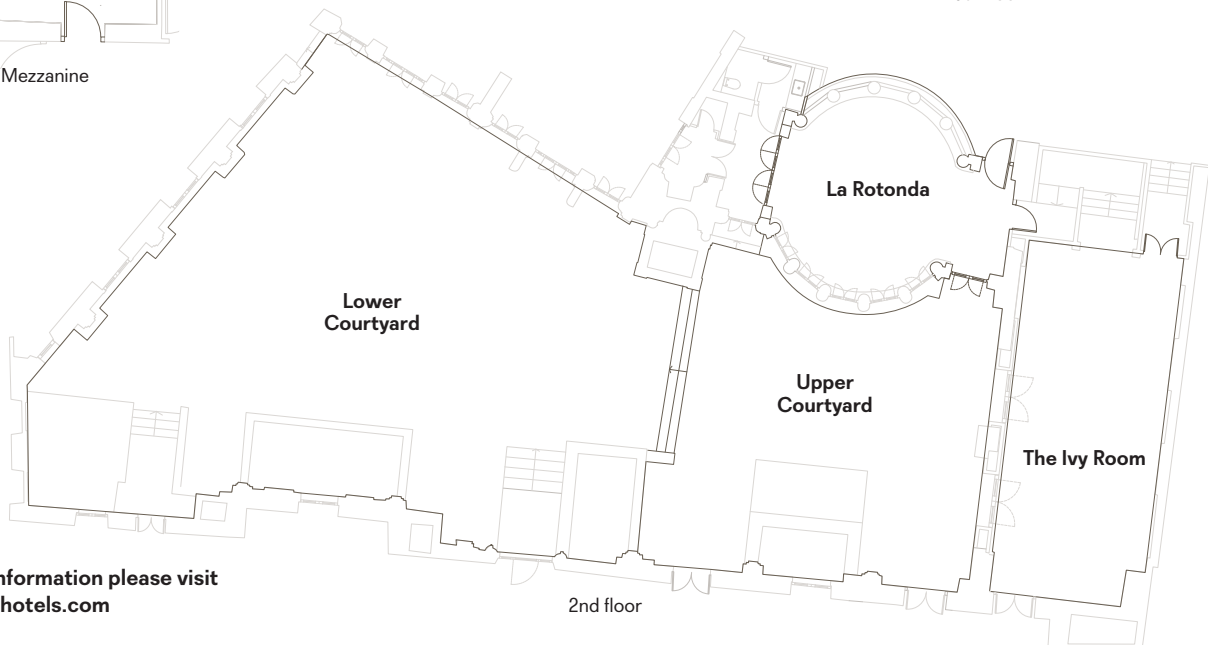 Mezzanine
La Rotonda
Lower
Courtyard
Upper
Courtyard
The Ivy Room
nformation please visit
hotels.com
2nd floor